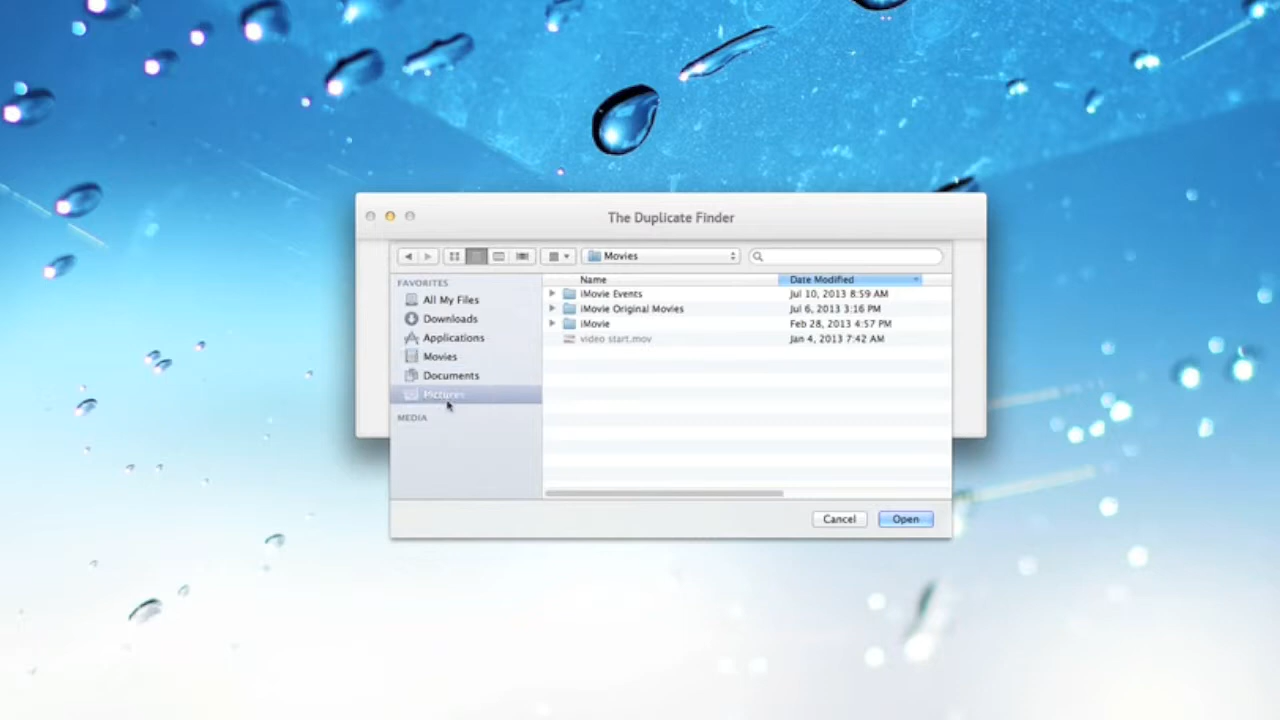 The Duplicate Finder
Movies
FAVORITES
All My Files
Downloads
Applications
Movies
Documents
Pictures
MEDIA
Name Date Modified
iMovie Events Jul 10, 2013 8:59 AM
iMovie Original Movies Jul 6, 2013 3:16 PM
iMovie Feb 28, 2013 4:57 PM
video start.mov Jan 4, 2013 7:42 AM
Cancel Open